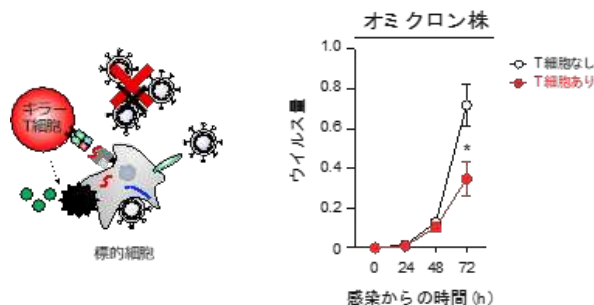 キラー
T細胞
標的細胞
オミクロン株
ウイルス量
1.0
0.8
0.6
0.4
0.2
0
0
24
48
72
*
感染からの時間(h)
T細胞なし
T細胞あり